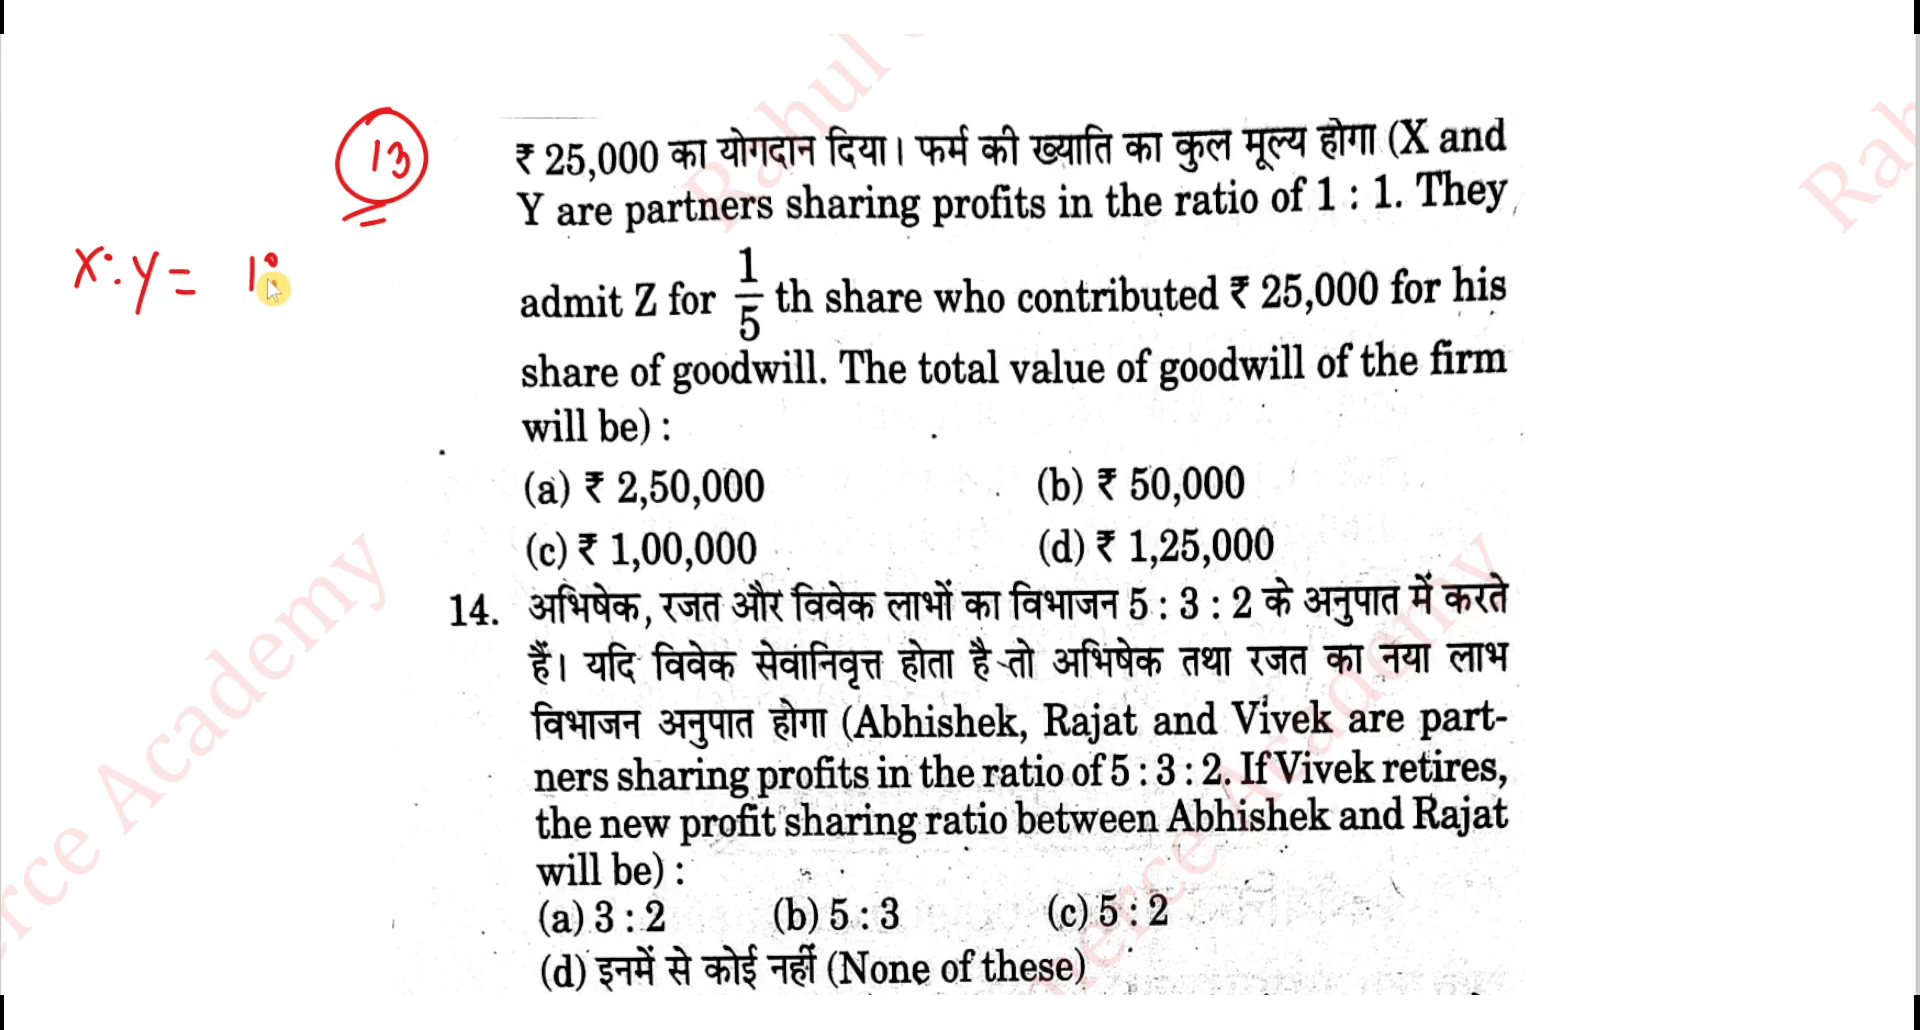 13
₹ 25,000 का योगदान दिया। फर्म की ख्याति का कुल मूल्य होगा (X and
Y are partners sharing profits in the ratio of 1 : 1. They
x:y = 1:
admit Z for 1/5 th share who contributed ₹ 25,000 for his
share of goodwill. The total value of goodwill of the firm
will be) :
(a) ₹ 2,50,000 (b) ₹ 50,000
(c) ₹ 1,00,000 (d) ₹ 1,25,000
14. अभिषेक, रजत और विवेक लाभों का विभाजन 5 : 3 : 2 के अनुपात में करते
हैं। यदि विवेक सेवानिवृत्त होता है तो अभिषेक तथा रजत का नया लाभ
विभाजन अनुपात होगा (Abhishek, Rajat and Vivek are part-
ners sharing profits in the ratio of 5 : 3 : 2. If Vivek retires,
the new profit sharing ratio between Abhishek and Rajat
will be) :
(a) 3 : 2 (b) 5 : 3 (c) 5 : 2
(d) इनमें से कोई नहीं (None of these)
Rahul
Rah
erce Academy
merce Academy